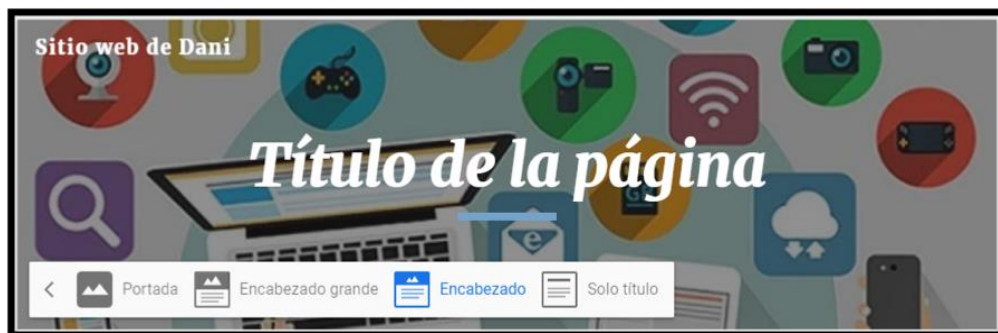 Sitio web de Dani
Título de la página
Portada Encabezado grande Encabezado Solo título